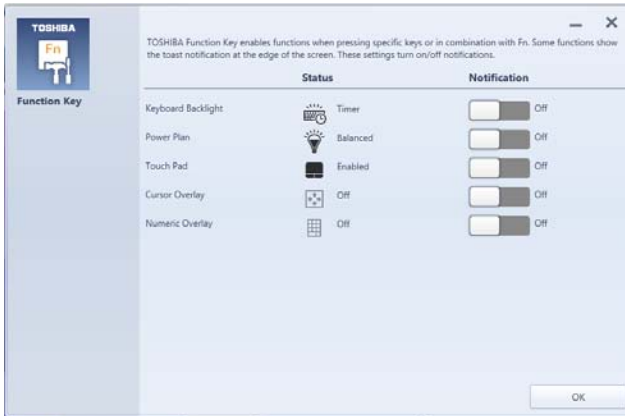 TOSHIBA
Fn
Function Key
TOSHIBA Function Key enables functions when pressing specific keys or in combination with Fn. Some functions show
the toast notification at the edge of the screen. These settings turn on/off notifications.
Status Notification
Keyboard Backlight Timer Off
Power Plan Balanced Off
Touch Pad Enabled Off
Cursor Overlay Off Off
Numeric Overlay Off Off
OK